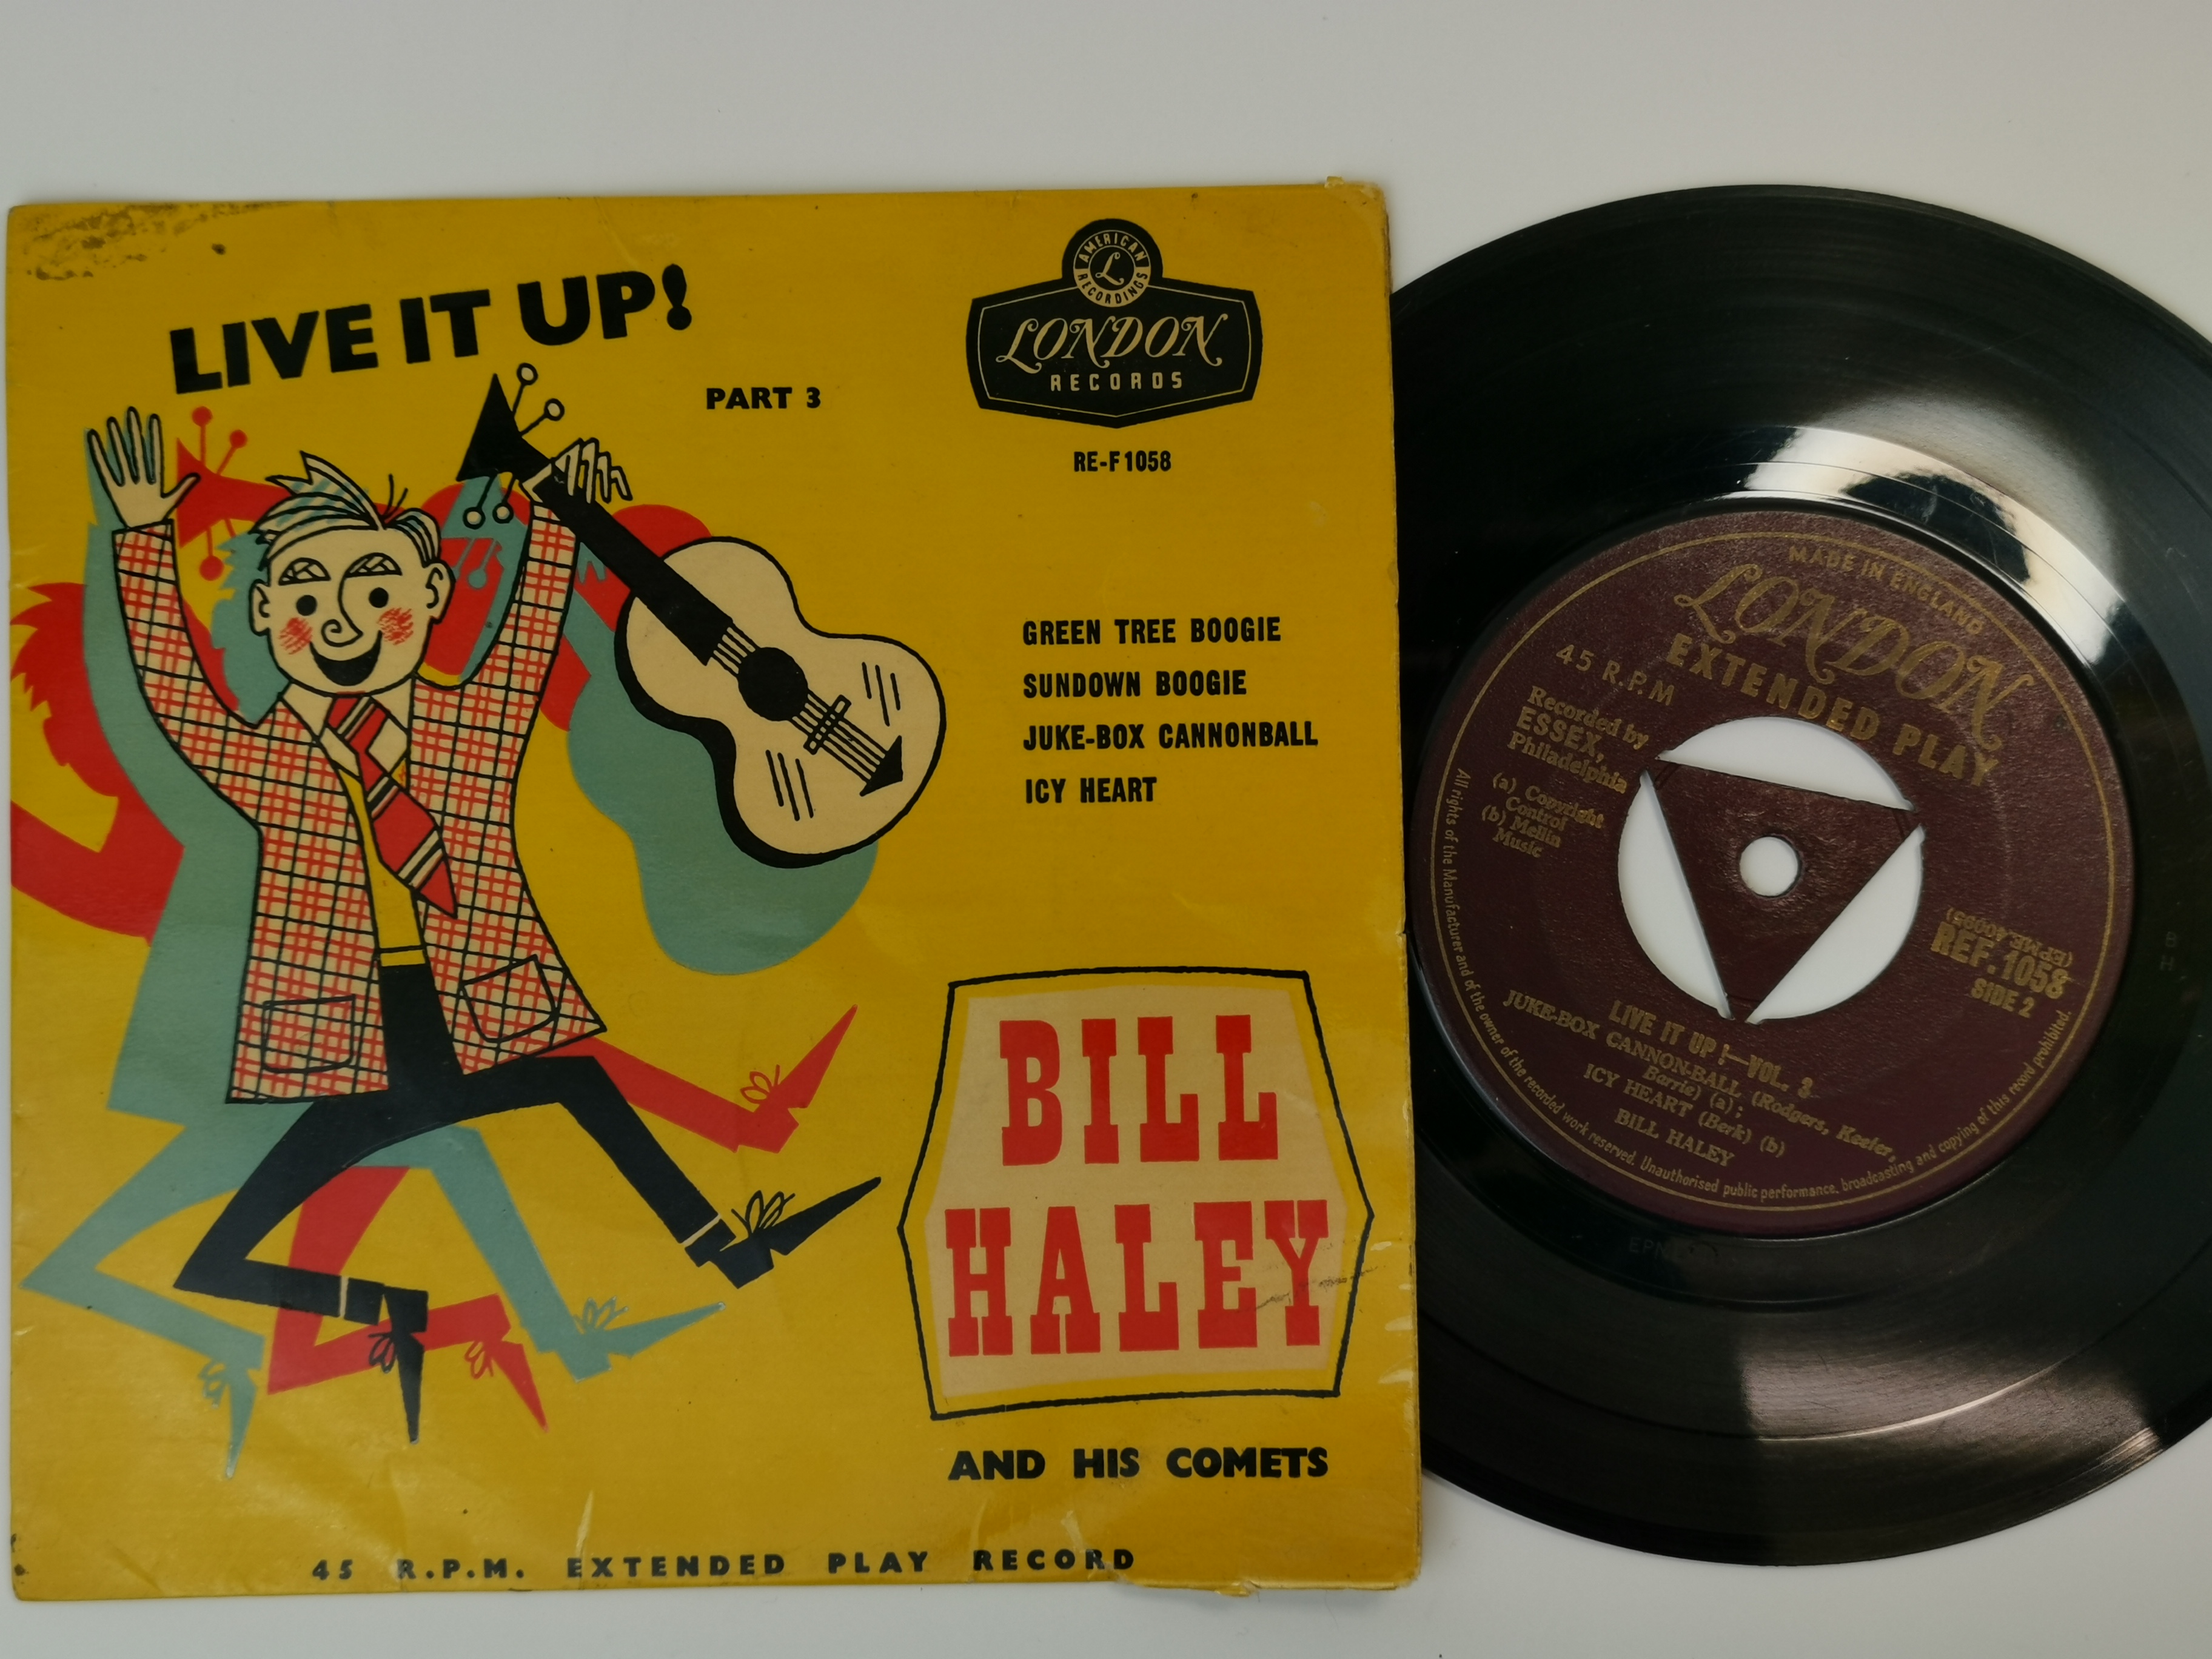 LIVE IT UP!
PART 3
AMERICAN RECORDINGS
L
LONDON
RECORDS
RE-F1058
GREEN TREE BOOGIE
SUNDOWN BOOGIE
JUKE-BOX CANNONBALL
ICY HEART
BILL
HALEY
AND HIS COMETS
45 R.P.M. EXTENDED PLAY RECORD
MADE IN ENGLAND
LONDON
EXTENDED PLAY
45 R.P.M
Recorded by
ESSEX,
Philadelphia
(a) Copyright
Control
(b) Mellin
Music
REF. 1058
SIDE 2
LIVE IT UP!—VOL. 3
JUKE-BOX CANNON-BALL (Rodgers, Keefer,
Barrie) (a);
ICY HEART (Berk) (b)
BILL HALEY
All rights of the Manufacturer and of the owner of the recorded work reserved. Unauthorised public performance, broadcasting and copying of this record prohibited.